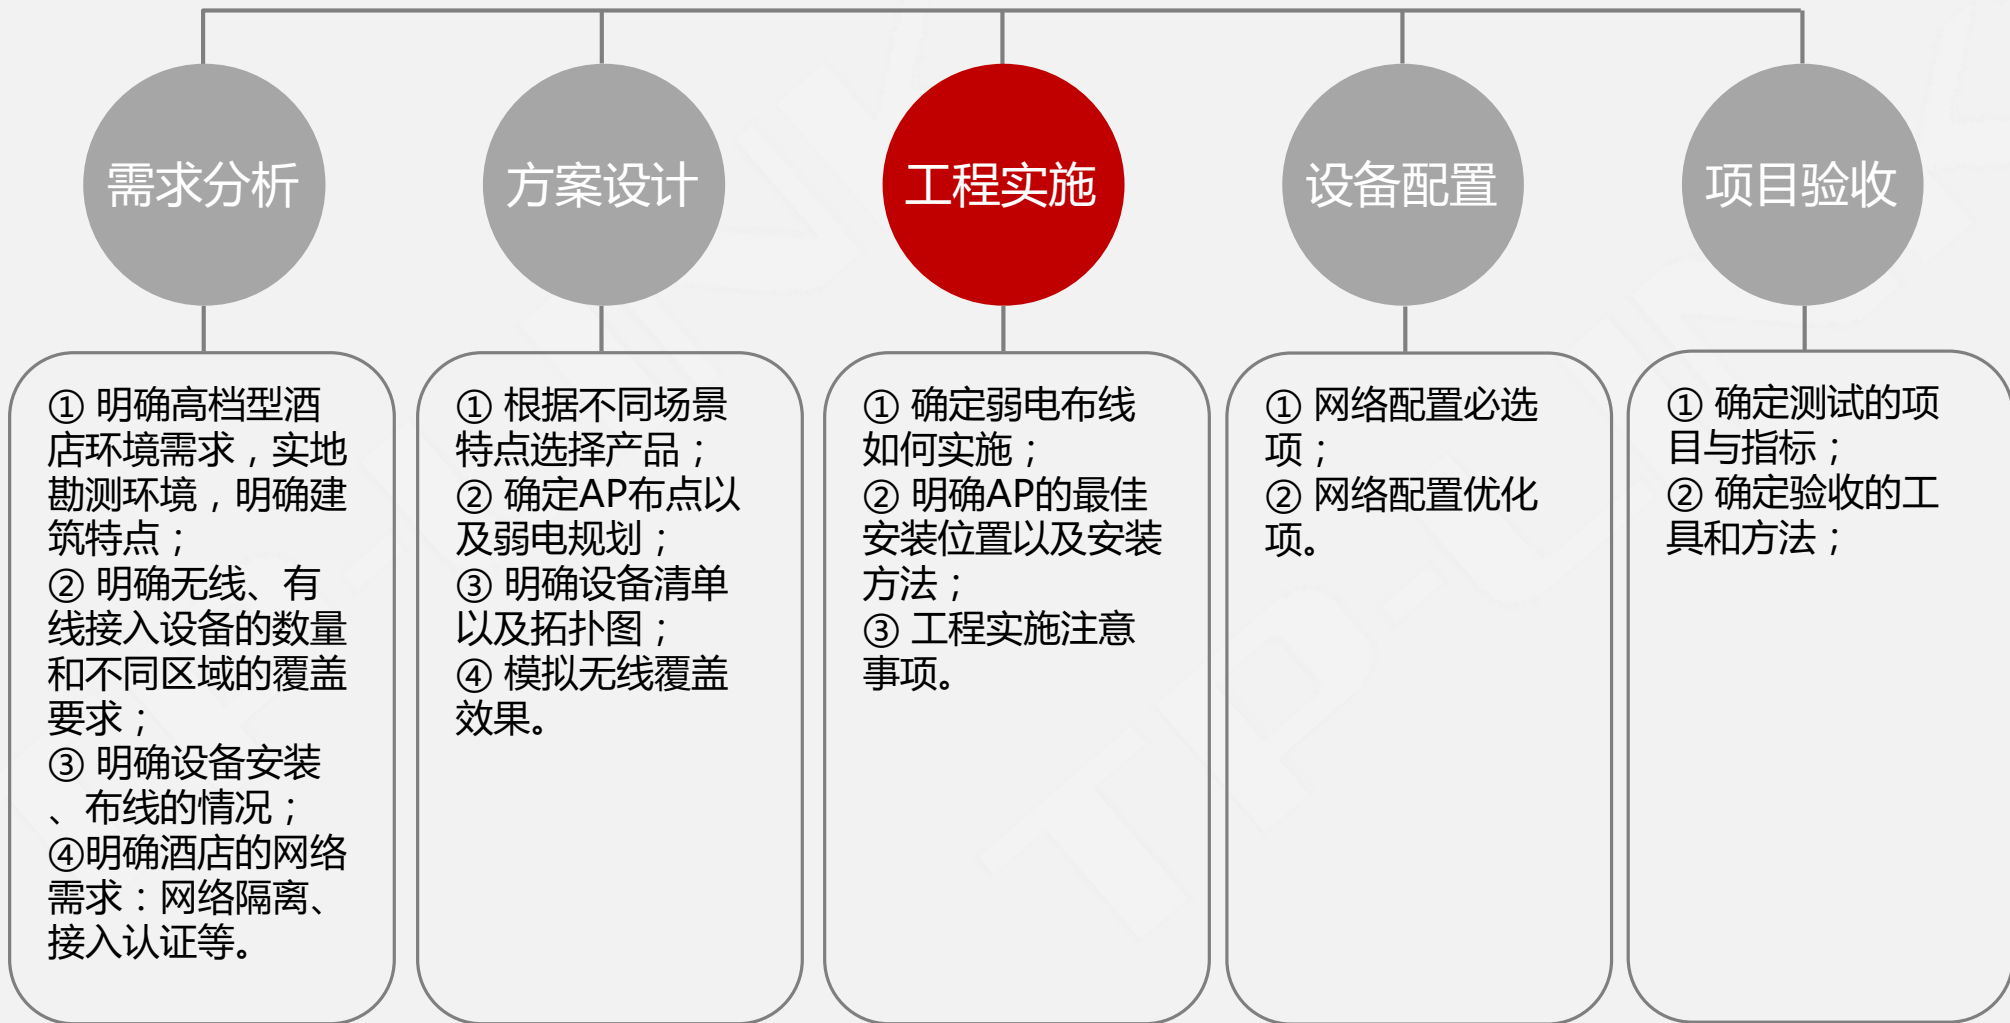 需求分析
方案设计
工程实施
设备配置
项目验收
① 明确高档型酒
店环境需求，实地
勘测环境，明确建
筑特点；
② 明确无线、有
线接入设备的数量
和不同区域的覆盖
要求；
③ 明确设备安装
、布线的情况；
④明确酒店的网络
需求：网络隔离、
接入认证等。
① 根据不同场景
特点选择产品；
② 确定AP布点以
及弱电规划；
③ 明确设备清单
以及拓扑图；
④ 模拟无线覆盖
效果。
① 确定弱电布线
如何实施；
② 明确AP的最佳
安装位置以及安装
方法；
③ 工程实施注意
事项。
① 网络配置必选
项；
② 网络配置优化
项。
① 确定测试的项
目与指标；
② 确定验收的工
具和方法；